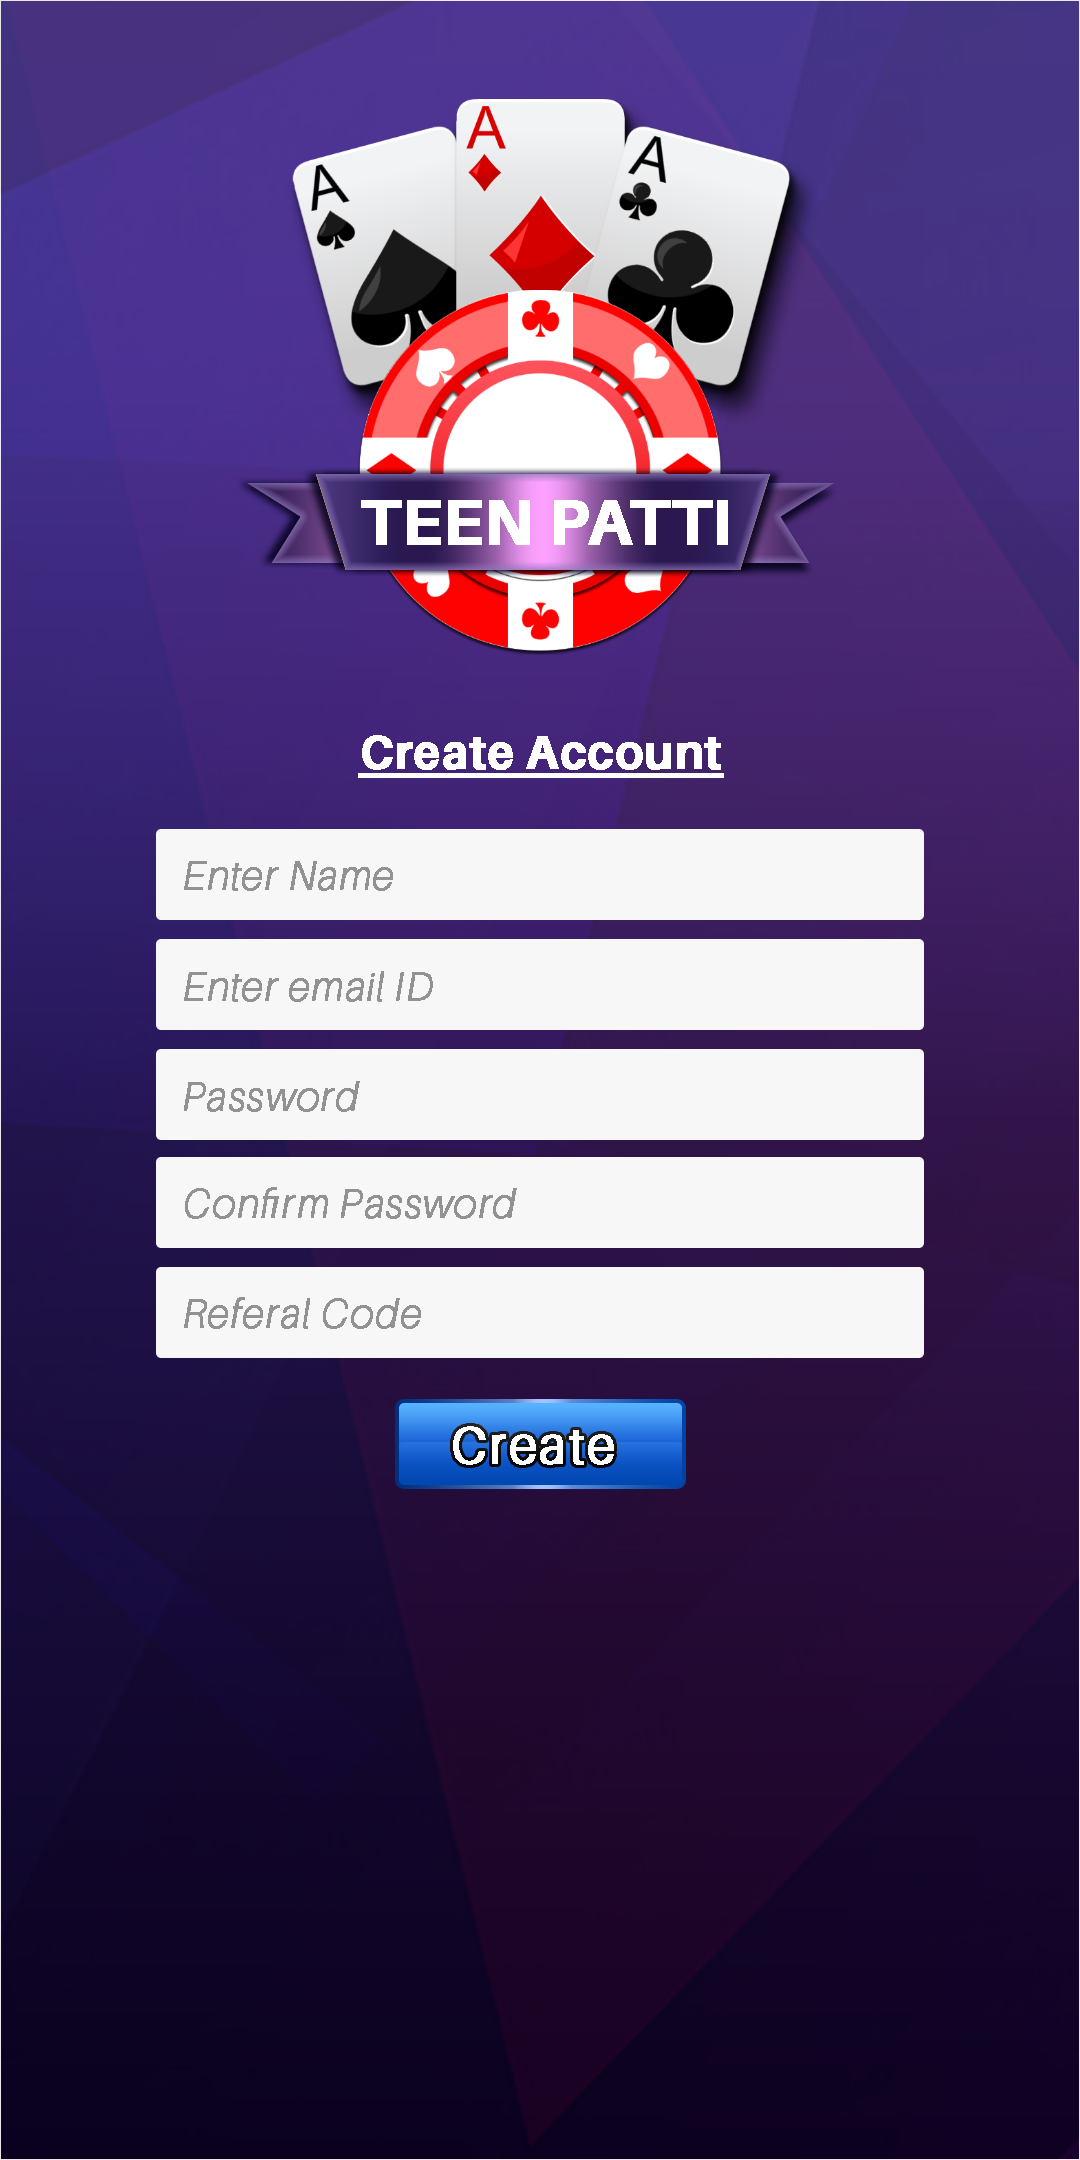 A
A
A
TEEN PATTI
Create Account
Enter Name
Enter email ID
Password
Confirm Password
Referal Code
Create